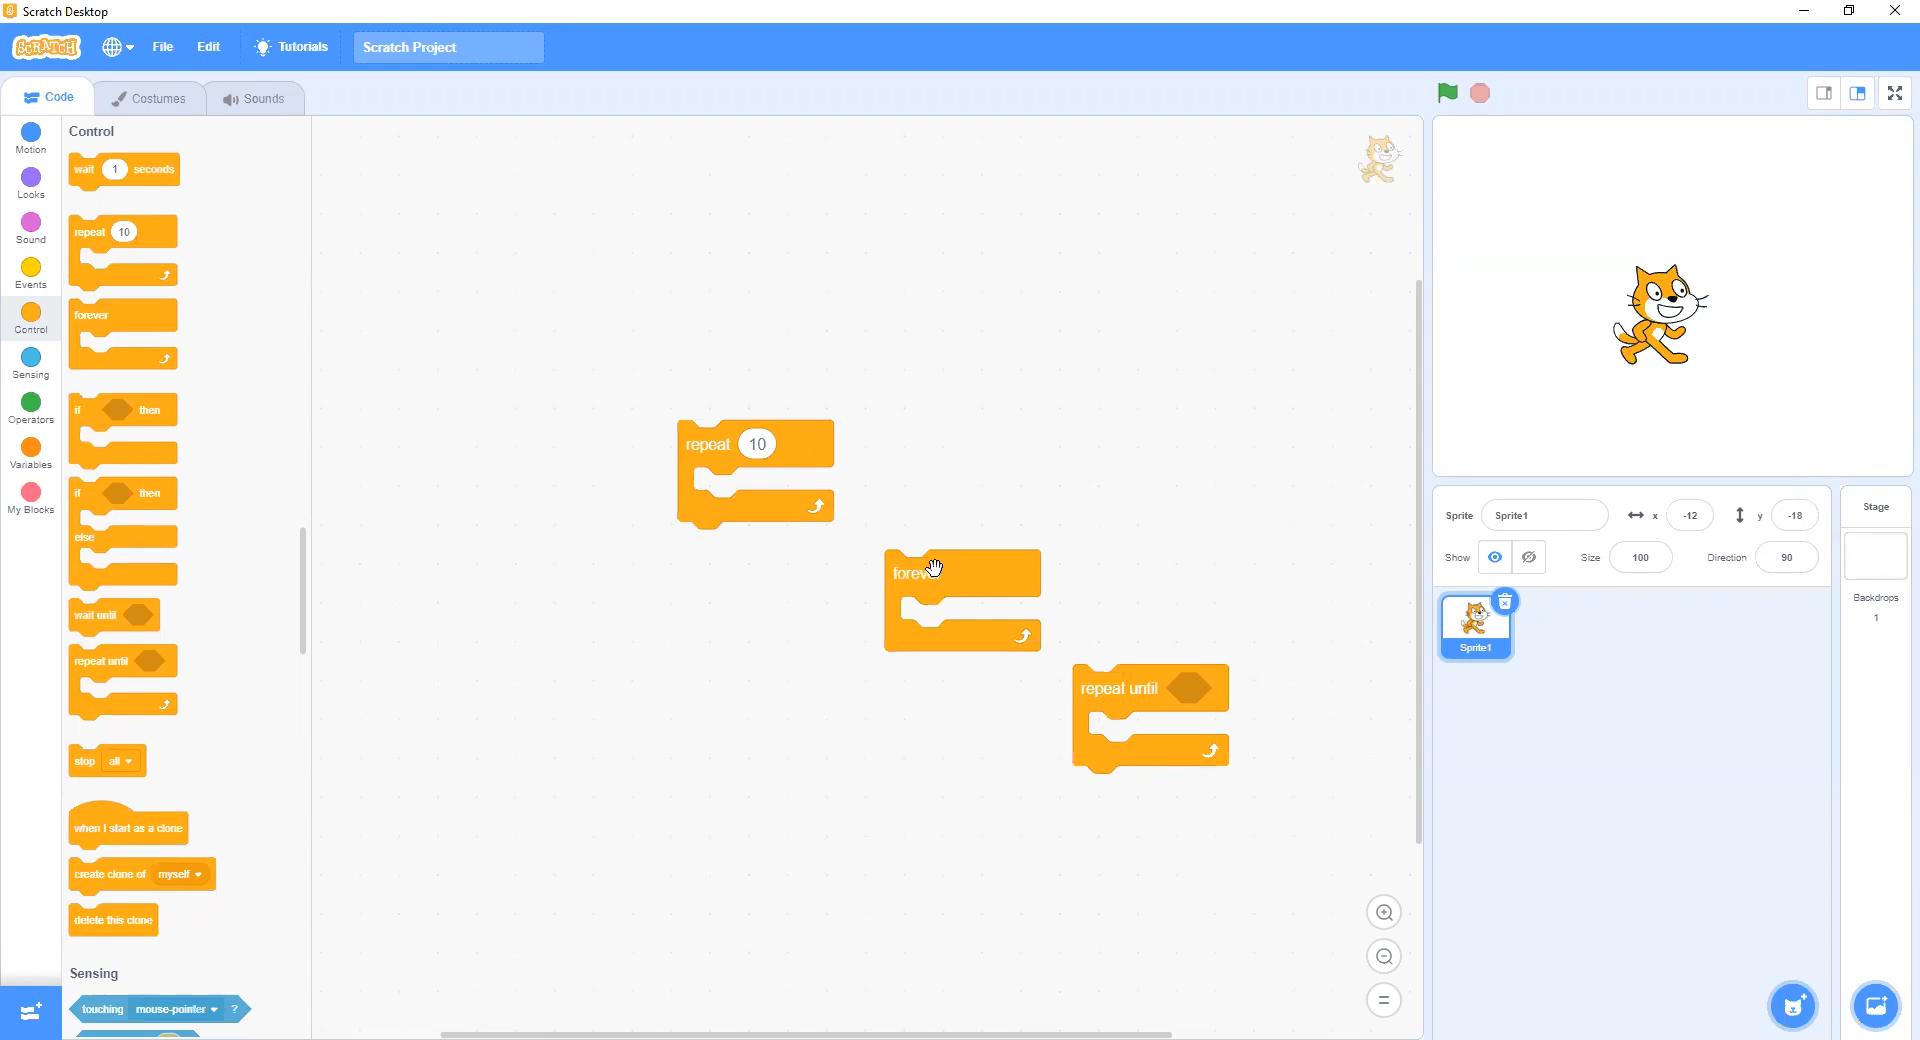 Scratch Desktop
SCRATCH File Edit Tutorials Scratch Project
Code Costumes Sounds
Motion
Looks
Sound
Events
Control
Sensing
Operators
Variables
My Blocks
Control
wait 1 seconds
repeat 10
forever
if then
if then
else
wait until
repeat until
stop all
when I start as a clone
create clone of myself
delete this clone
Sensing
touching mouse-pointer ?
repeat 10
repeat until
Sprite Sprite1 x -12 y -18
Show Size 100 Direction 90
Sprite1
Stage
Backdrops
1